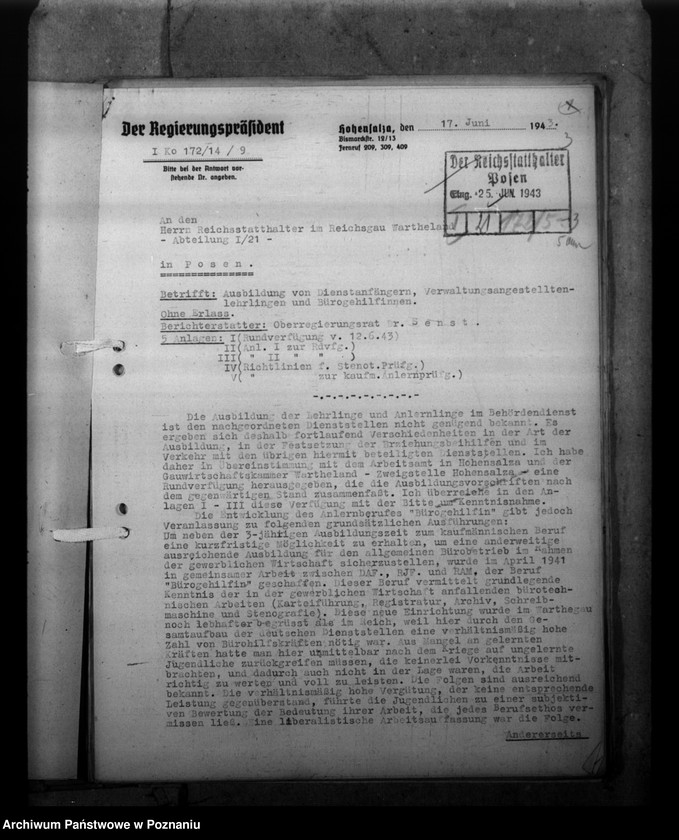 Der Regierungspräsident
I Ko 172/14 / 9
Bitte bei der Antwort vor-
stehende Nr. angeben.
Hohensalza, den 17. Juni 1943.
Bismarckstr. 12/13
Fernruf 209, 309, 409
3
Der Reichsstatthalter
Posen
Eing. 25. JUN. 1943
An den
Herrn Reichsstatthalter im Reichsgau Wartheland
- Abteilung I/21 -
in Posen.
Betrifft: Ausbildung von Dienstanfängern, Verwaltungsangestellten-
lehrlingen und Bürogehilfinnen.
Ohne Erlass.
Berichterstatter: Oberregierungsrat Dr. Denst.
5 Anlagen: I(Rundverfügung v. 12.6.43)
II(Anl. I zur Rdvfg.)
III( " II " " )
IV(Richtlinien f. Stenot.Prüfg.)
V( " zur kaufm.Anlernprüfg.)
-.-.-.-.-.-.-.-.-
Die Ausbildung der Lehrlinge und Anlernlinge im Behördendienst
ist den nachgeordneten Dienststellen nicht genügend bekannt. Es
ergeben sich deshalb fortlaufend Verschiedenheiten in der Art der
Ausbildung, in der Festsetzung der Erziehungsbeihilfen und im
Verkehr mit den übrigen hiermit beteiligten Dienststellen. Ich habe
daher in Übereinstimmung mit dem Arbeitsamt in Hohensalza und der
Gauwirtschaftskammer Wartheland - Zweigstelle Hohensalza - eine
Rundverfügung herausgegeben, die die Ausbildungsvorschriften nach
dem gegenwärtigen Stand zusammenfaßt. Ich überreiche in den An-
lagen I - III diese Verfügung mit der Bitte um Kenntnisnahme.
Die Entwicklung des Anlernberufes "Bürogehilfin" gibt jedoch
Veranlassung zu folgenden grundsätzlichen Ausführungen:
Um neben der 3-jährigen Ausbildungszeit zum kaufmännischen Beruf
eine kurzfristige Möglichkeit zu erhalten, um eine anderweitige
ausreichende Ausbildung für den allgemeinen Bürobetrieb im Rahmen
der gewerblichen Wirtschaft sicherzustellen, wurde im April 1941
in gemeinsamer Arbeit zwischen DAF., RJF. und RAM. der Beruf
"Bürogehilfin" geschaffen. Dieser Beruf vermittelt grundlegende
Kenntnis der in der gewerblichen Wirtschaft anfallenden bürotech-
nischen Arbeiten (Karteiführung, Registratur, Archiv, Schreib-
maschine und Stenografie). Diese neue Einrichtung wurde im Warthegau
noch lebhafter begrüsst als im Reich, weil hier durch den Ge-
samtaufbau der deutschen Dienststellen eine verhältnismäßig hohe
Zahl von Bürohilfskräften nötig war. Aus Mangel an gelernten
Kräften hatte man hier unmittelbar nach dem Kriege auf ungelernte
Jugendliche zurückgreifen müssen, die keinerlei Vorkenntnisse mit-
brachten, und dadurch auch nicht in der Lage waren, die Arbeit
richtig zu werten und voll zu leisten. Die Folgen sind ausreichend
bekannt. Die verhältnismäßig hohe Vergütung, der keine entsprechende
Leistung gegenüberstand, führte die Jugendlichen zu einer subjekti-
ven Bewertung der Bedeutung ihrer Arbeit, die jedes Berufsethos ver-
missen ließ. Eine liberalistische Arbeitsauffassung war die Folge.
Andererseits
Archiwum Państwowe w Poznaniu